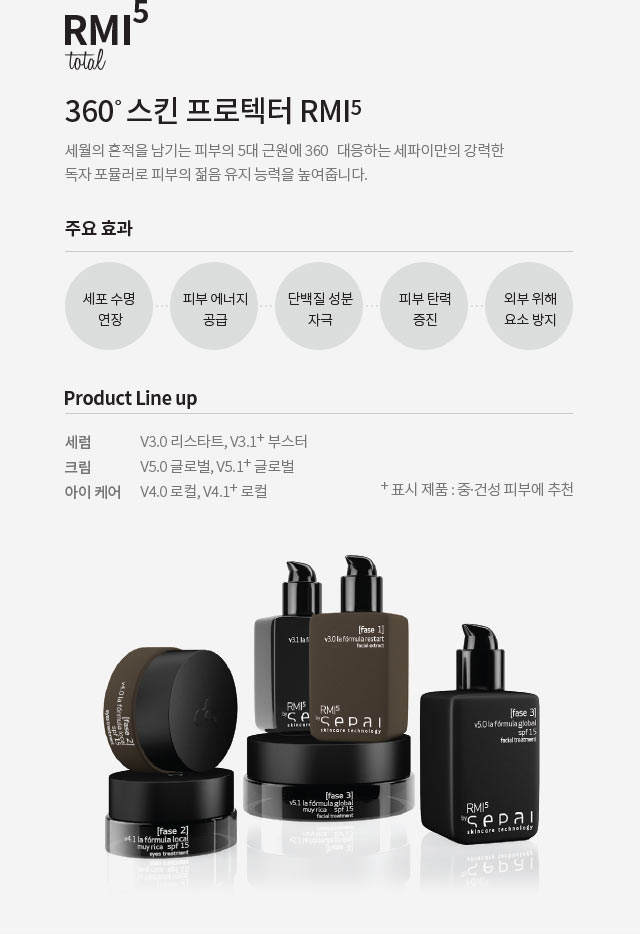 RMI5
total
360° 스킨 프로텍터 RMI5
세월의 흔적을 남기는 피부의 5대 근원에 360 대응하는 세파이만의 강력한
독자 포뮬러로 피부의 젊음 유지 능력을 높여줍니다.
주요 효과
세포 수명
연장
피부 에너지
공급
단백질 성분
자극
피부 탄력
증진
외부 위해
요소 방지
Product Line up
세럼 V3.0 리스타트, V3.1+ 부스터
크림 V5.0 글로벌, V5.1+ 글로벌
아이 케어 V4.0 로컬, V4.1+ 로컬
+ 표시 제품 : 중·건성 피부에 추천
v3.1 la f
RMI5
by
[fase 1]
v3.0 la fórmula restart
facial extract
RMI5
by sepai
skincare technology
[fase 3]
v5.0 la fórmula global
spf 15
facial treatment
RMI5
by sepai
skincare technology
[fase 2]
v4.0 la fórmula local
spf 15
eyes treatment
[fase 3]
v5.1 la fórmula global
muy rica spf 15
facial treatment
[fase 2]
v4.1 la fórmula local
muy rica spf 15
eyes treatment